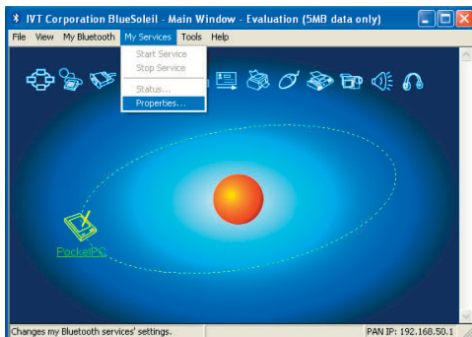 IVT Corporation BlueSoleil - Main Window - Evaluation (5MB data only)
File View My Bluetooth My Services Tools Help
Start Service
Stop Service
Status...
Properties...
PocketPC
Changes my Bluetooth services' settings. PAN IP: 192.168.50.1